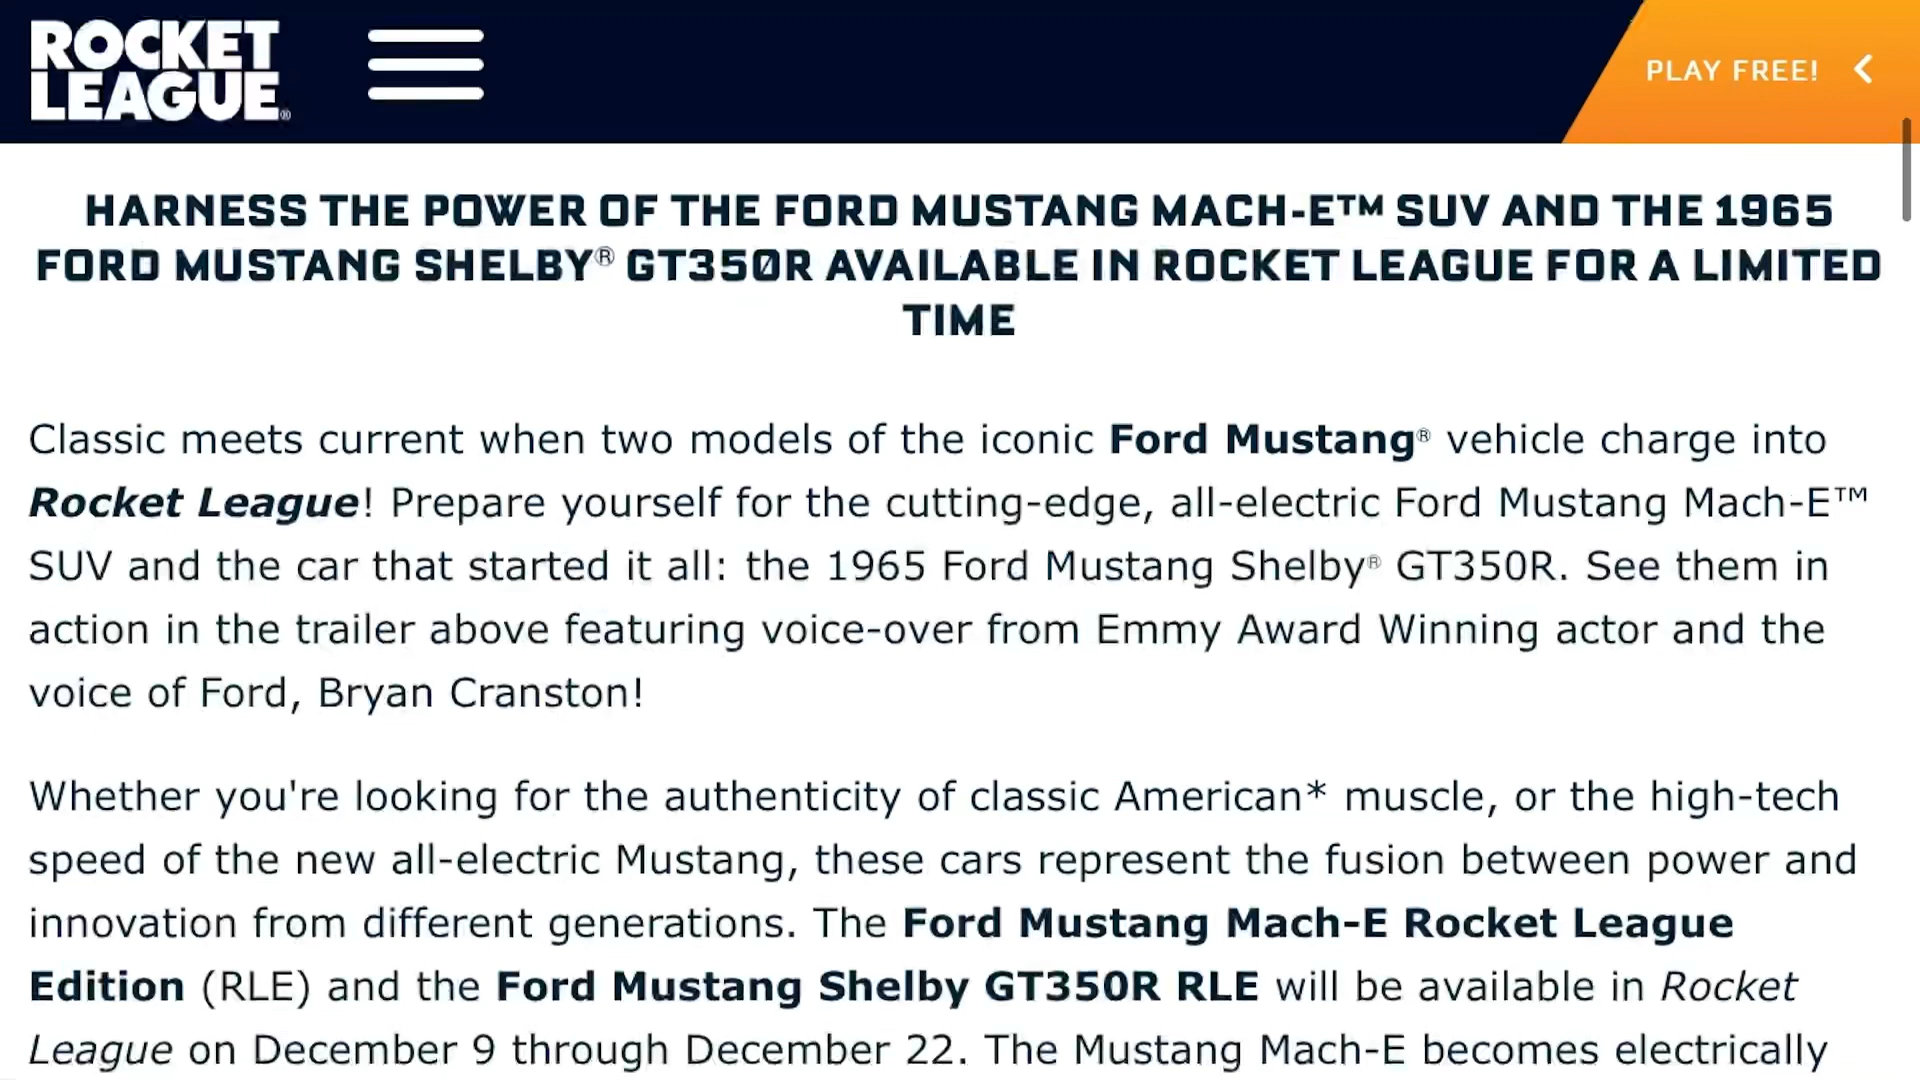 ROCKET
LEAGUE®
PLAY FREE!
HARNESS THE POWER OF THE FORD MUSTANG MACH-E™ SUV AND THE 1965
FORD MUSTANG SHELBY® GT350R AVAILABLE IN ROCKET LEAGUE FOR A LIMITED
TIME
Classic meets current when two models of the iconic Ford Mustang® vehicle charge into
Rocket League! Prepare yourself for the cutting-edge, all-electric Ford Mustang Mach-E™
SUV and the car that started it all: the 1965 Ford Mustang Shelby® GT350R. See them in
action in the trailer above featuring voice-over from Emmy Award Winning actor and the
voice of Ford, Bryan Cranston!
Whether you're looking for the authenticity of classic American* muscle, or the high-tech
speed of the new all-electric Mustang, these cars represent the fusion between power and
innovation from different generations. The Ford Mustang Mach-E Rocket League
Edition (RLE) and the Ford Mustang Shelby GT350R RLE will be available in Rocket
League on December 9 through December 22. The Mustang Mach-E becomes electrically